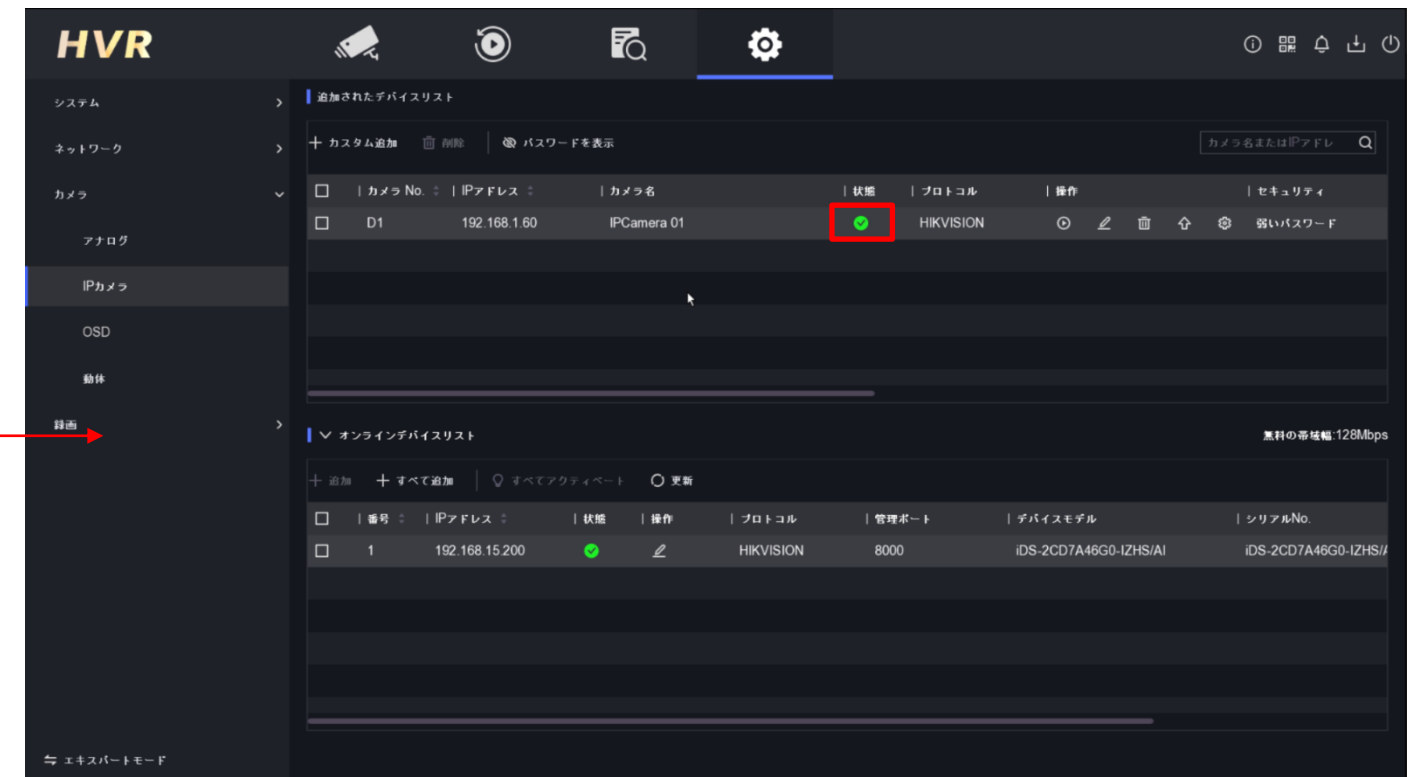 HVR
システム
ネットワーク
カメラ
アナログ
IPカメラ
OSD
動体
録画
エキスパートモード
追加されたデバイスリスト
カスタム追加 削除 パスワードを表示 カメラ名またはIPアドレ
カメラ No. IPアドレス カメラ名 状態 プロトコル 操作 セキュリティ
D1 192.168.1.60 IPCamera 01 HIKVISION 弱いパスワード
オンラインデバイスリスト 無料の帯域幅:128Mbps
追加 すべて追加 すべてアクティベート 更新
番号 IPアドレス 状態 操作 プロトコル 管理ポート デバイスモデル シリアルNo.
1 192.168.15.200 HIKVISION 8000 iDS-2CD7A46G0-IZHS/AI iDS-2CD7A46G0-IZHS/